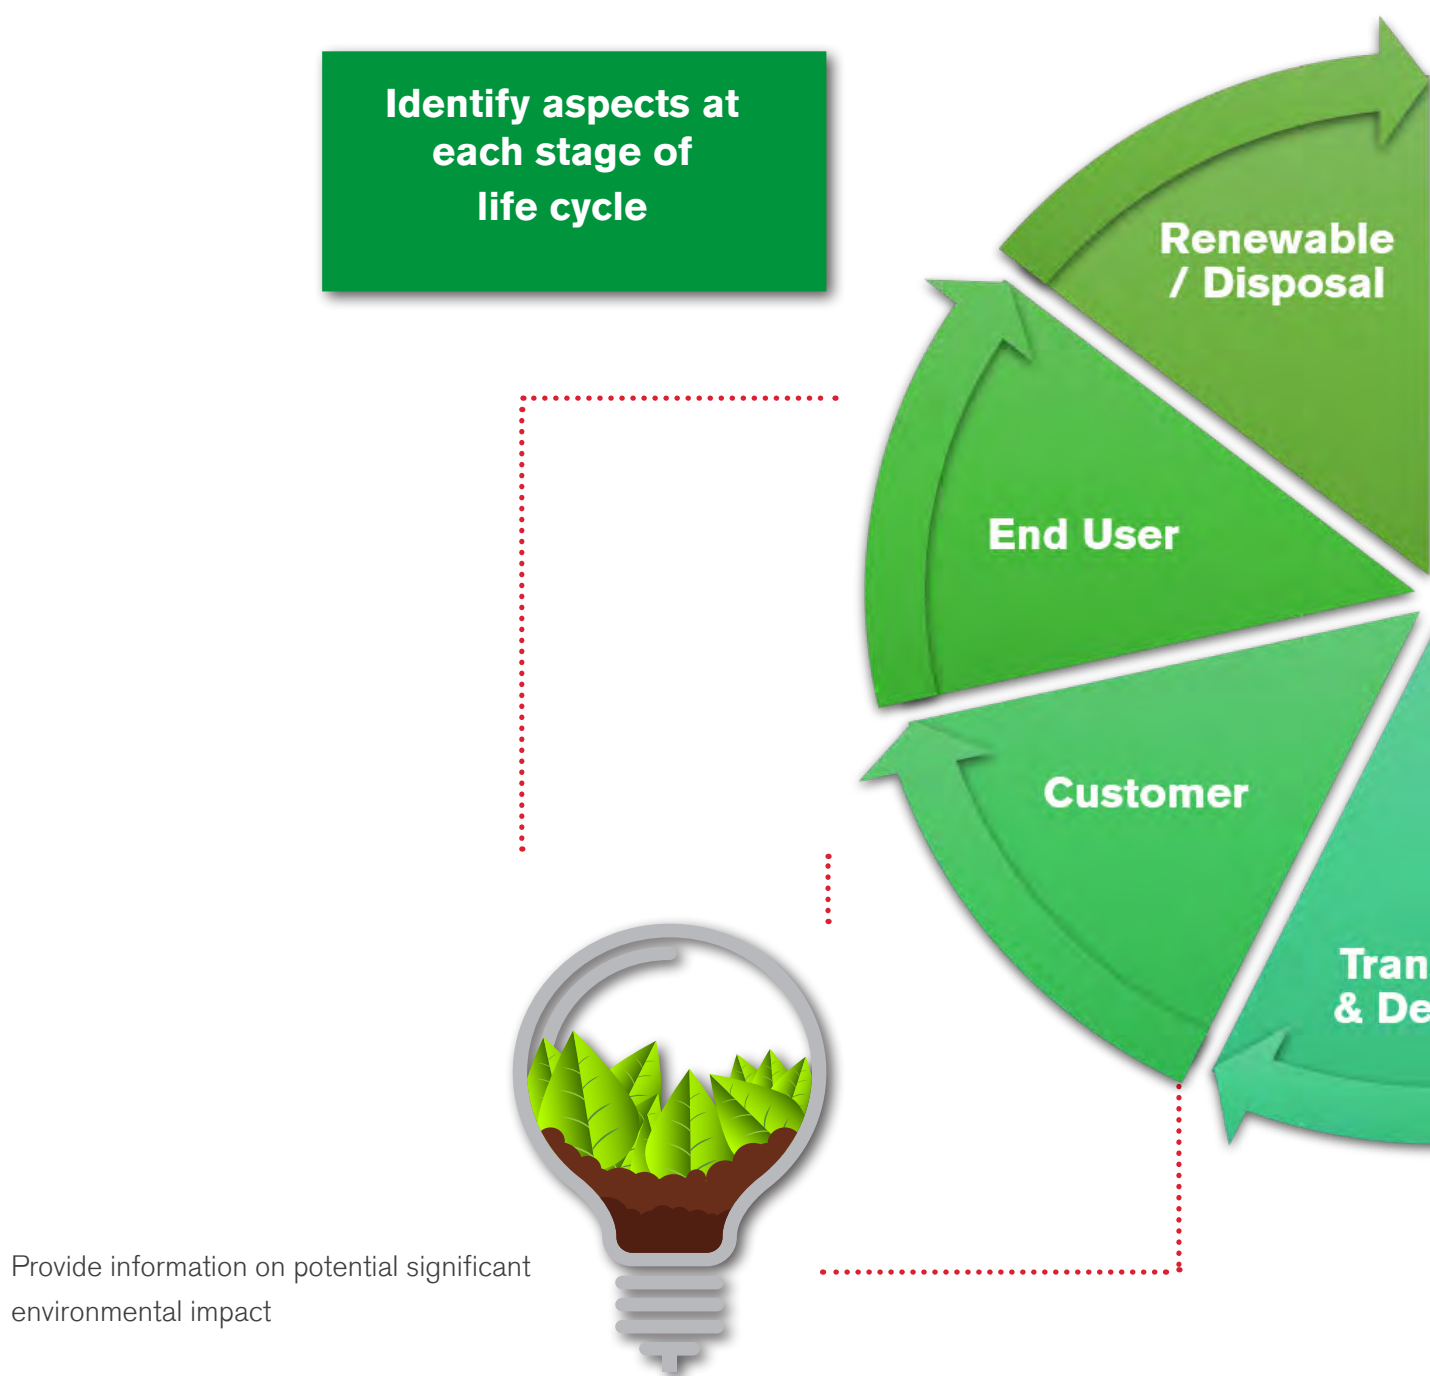 Identify aspects at
each stage of
life cycle
Renewable
/ Disposal
End User
Customer
&
Provide information on potential significant
environmental impact